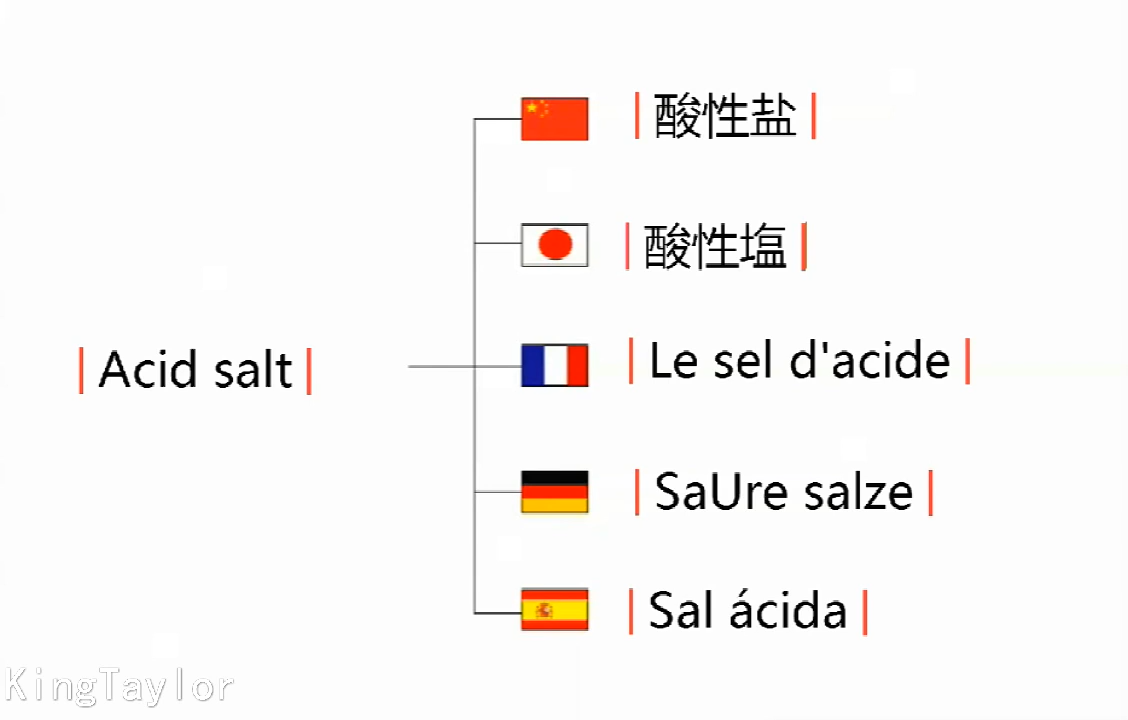 酸性盐
酸性塩
Le sel d'acide
Acid salt
SaUre salze
Sal ácida
KingTaylor